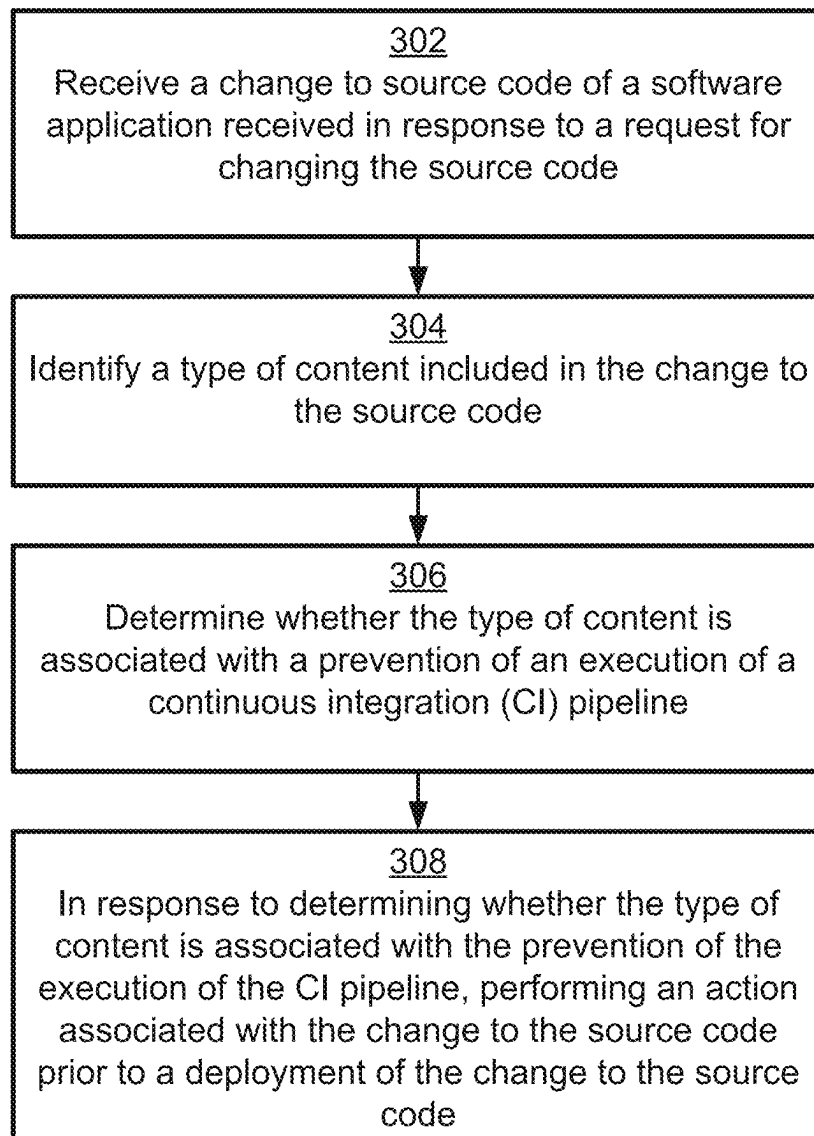 302
Receive a change to source code of a software
application received in response to a request for
changing the source code
304
Identify a type of content included in the change to
the source code
306
Determine whether the type of content is
associated with a prevention of an execution of a
continuous integration (CI) pipeline
308
In response to determining whether the type of
content is associated with the prevention of the
execution of the CI pipeline, performing an action
associated with the change to the source code
prior to a deployment of the change to the source
code